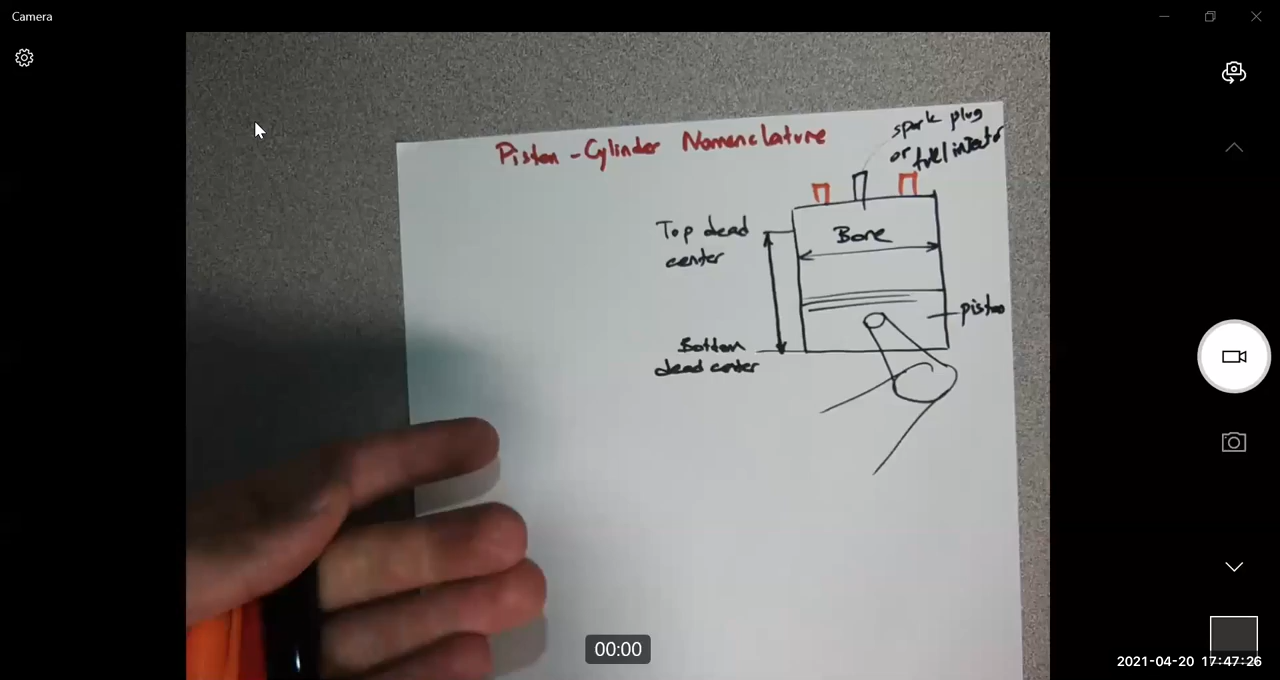 Camera
Piston - Cylinder Nomenclature
spark plug
or fuel injector
Top dead
center
Bore
piston
Bottom
dead center
00:00
2021-04-20 17:47:26